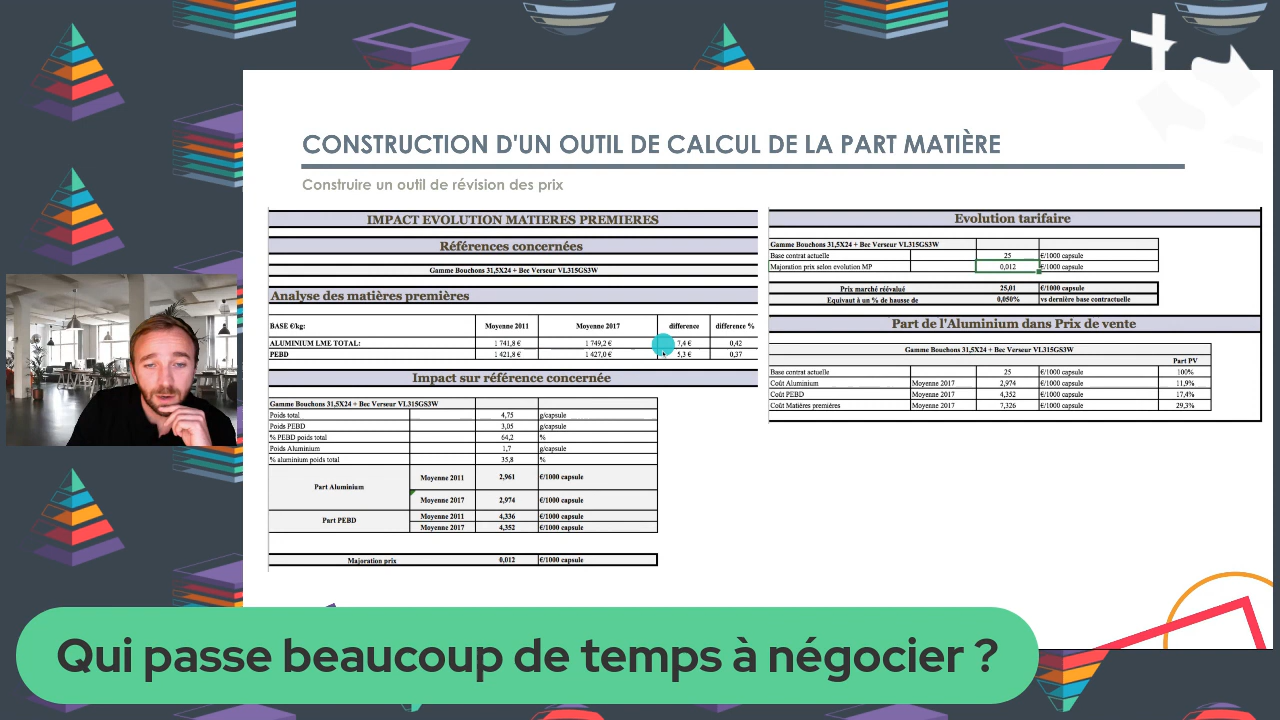 CONSTRUCTION D'UN OUTIL DE CALCUL DE LA PART MATIÈRE
Construire un outil de révision des prix
IMPACT EVOLUTION MATIERES PREMIERES
Références concernées
Gamme Bouchons 31,5X24 + Bec Verseur VL315GS3W
Analyse des matières premières
BASE €/kg: Moyenne 2011 Moyenne 2017 difference difference %
ALUMINIUM LME TOTAL: 1 741,8 € 1 749,2 € 7,4 € 0,42
PEBD 1 421,8 € 1 427,0 € 5,3 € 0,37
Impact sur référence concernée
Gamme Bouchons 31,5X24 + Bec Verseur VL315GS3W
Poids total 4,75 g/capsule
Poids PEBD 3,05 g/capsule
% PEBD poids total 64,2 %
Poids Aluminium 1,7 g/capsule
% aluminium poids total 35,8 %
Part Aluminium Moyenne 2011 2,961 €/1000 capsule
Moyenne 2017 2,974 €/1000 capsule
Part PEBD Moyenne 2011 4,336 €/1000 capsule
Moyenne 2017 4,352 €/1000 capsule
Majoration prix 0,012 €/1000 capsule
Evolution tarifaire
Gamme Bouchons 31,5X24 + Bec Verseur VL315GS3W
Base contrat actuelle 25 €/1000 capsule
Majoration prix selon evolution MP 0,012 €/1000 capsule
Prix marché réévalué 25,01 €/1000 capsule
Equivaut à un % de hausse de 0,050% vs dernière base contractuelle
Part de l'Aluminium dans Prix de vente
Gamme Bouchons 31,5X24 + Bec Verseur VL315GS3W
Part PV
Base contrat actuelle 25 €/1000 capsule 100%
Coût Aluminium Moyenne 2017 2,974 €/1000 capsule 11,9%
Coût PEBD Moyenne 2017 4,352 €/1000 capsule 17,4%
Coût Matières premières 7,326 €/1000 capsule 29,3%
Qui passe beaucoup de temps à négocier ?